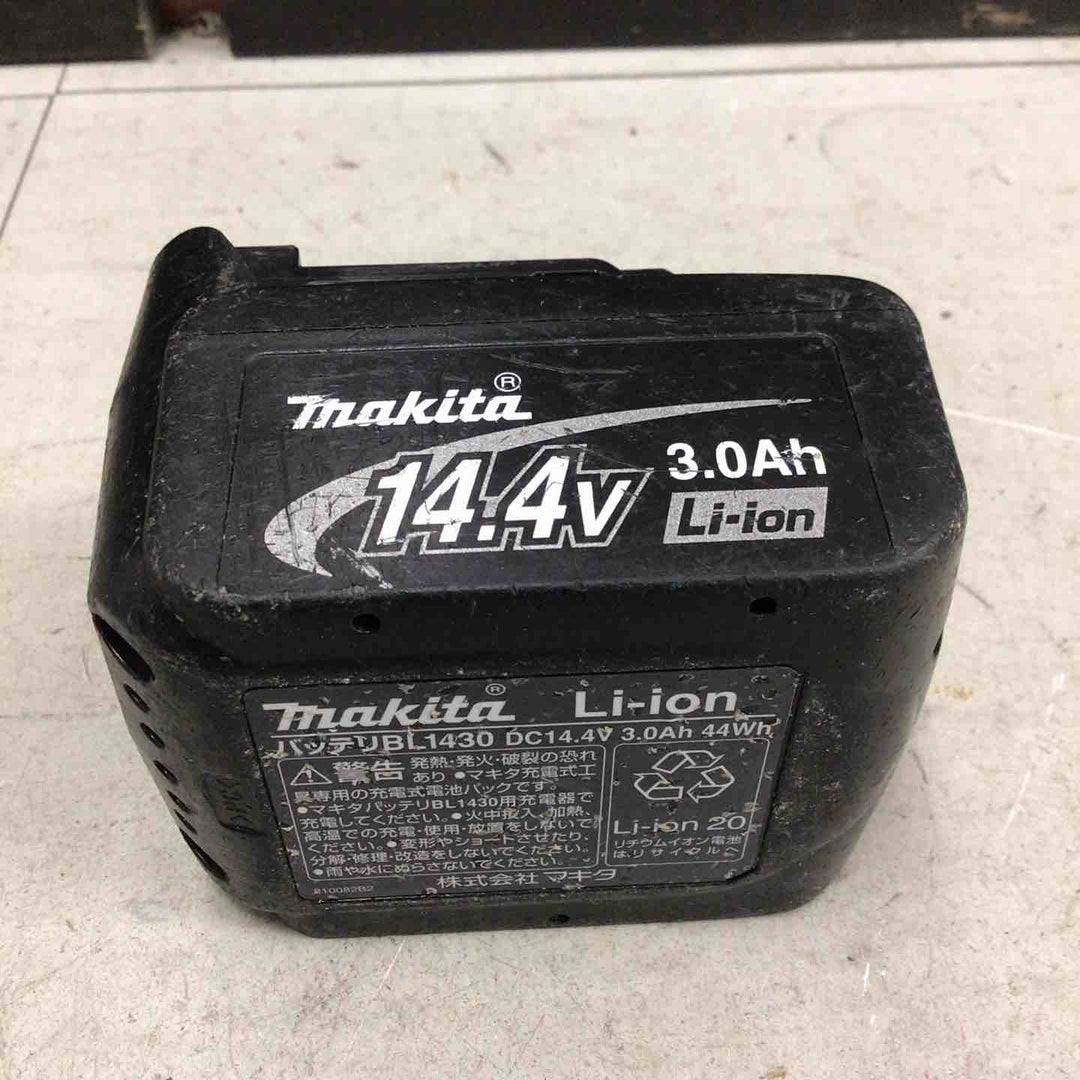 makita®
14.4V 3.0Ah
Li-ion
makita® Li-ion
バッテリBL1430 DC14.4V 3.0Ah 44Wh
警告 発熱・発火・破裂の恐れ
あり ●マキタ充電式工
具専用の充電式電池パックです。
●マキタバッテリBL1430用充電器で
充電してください。●火中投入、加熱、
高温での充電・使用・放置をしないで
ください。●変形やショートさせたり、
分解・修理・改造をしないでください。
●雨や水にぬらさないでください。
810082B2
株式会社マキタ
Li-ion 20
リチウムイオン電池
はリサイクルへ